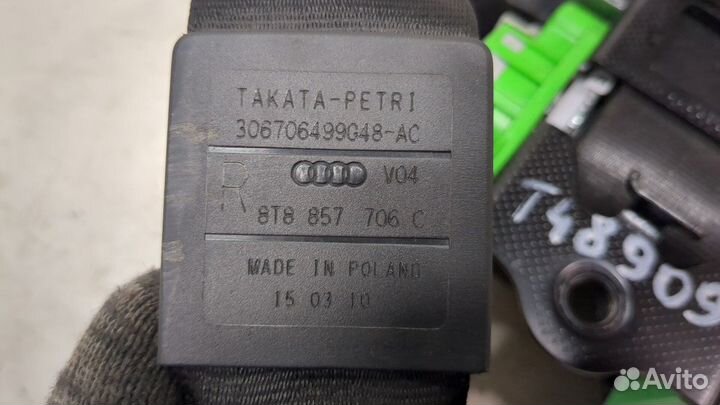 TAKATA-PETRI
306706499G48-AC
R V04
8T8 857 706 C
MADE IN POLAND
15 03 10
T48909
Avito